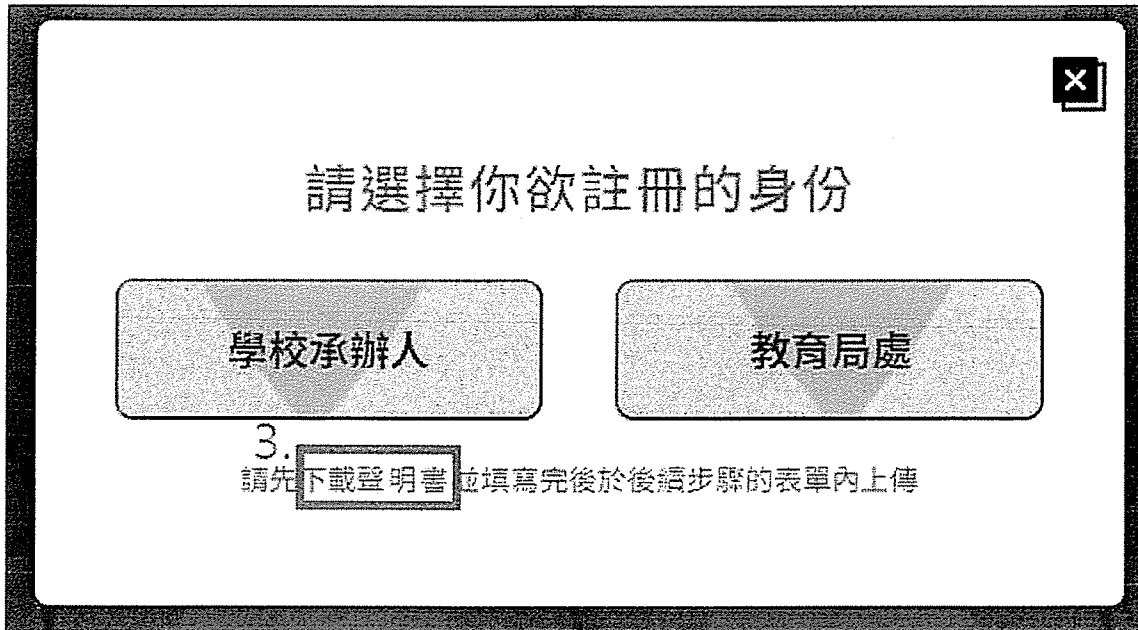 請選擇你欲註冊的身份
學校承辦人
教育局處
3.
請先下載聲明書並填寫完後於後續步驟的表單內上傳